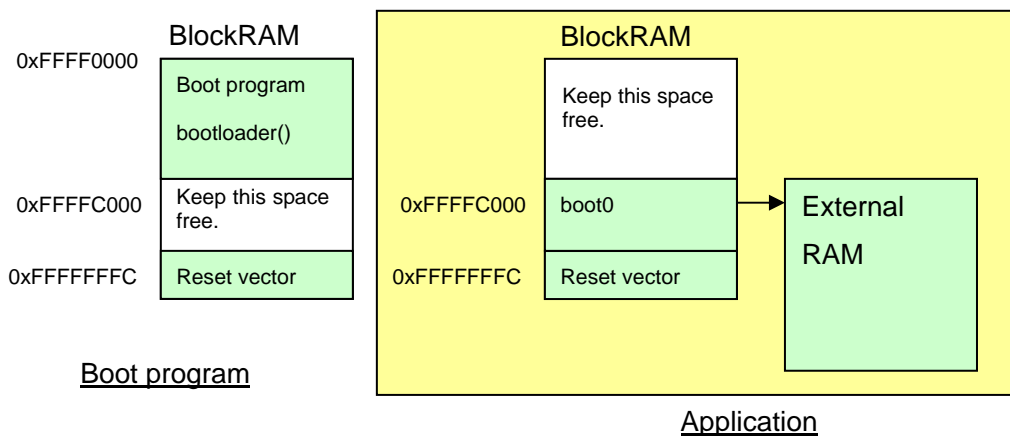 BlockRAM
0xFFFF0000
Boot program
bootloader()
0xFFFFC000
Keep this space
free.
0xFFFFFFFC
Reset vector
Boot program
BlockRAM
Keep this space
free.
0xFFFFC000
boot0
External
RAM
0xFFFFFFFC
Reset vector
Application